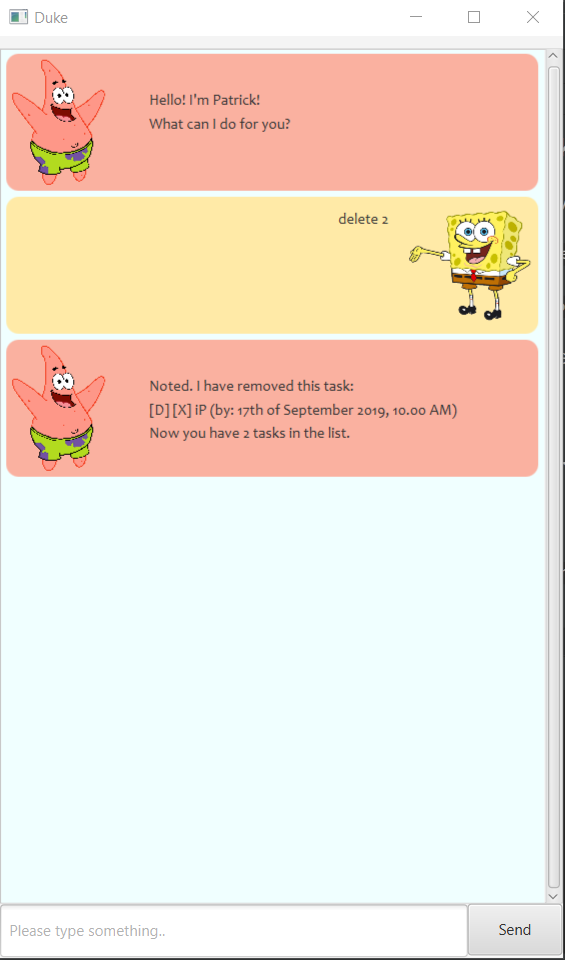 Duke
Hello! I'm Patrick!
What can I do for you?
delete 2
Noted. I have removed this task:
[D] [X] iP (by: 17th of September 2019, 10.00 AM)
Now you have 2 tasks in the list.
Please type something..
Send